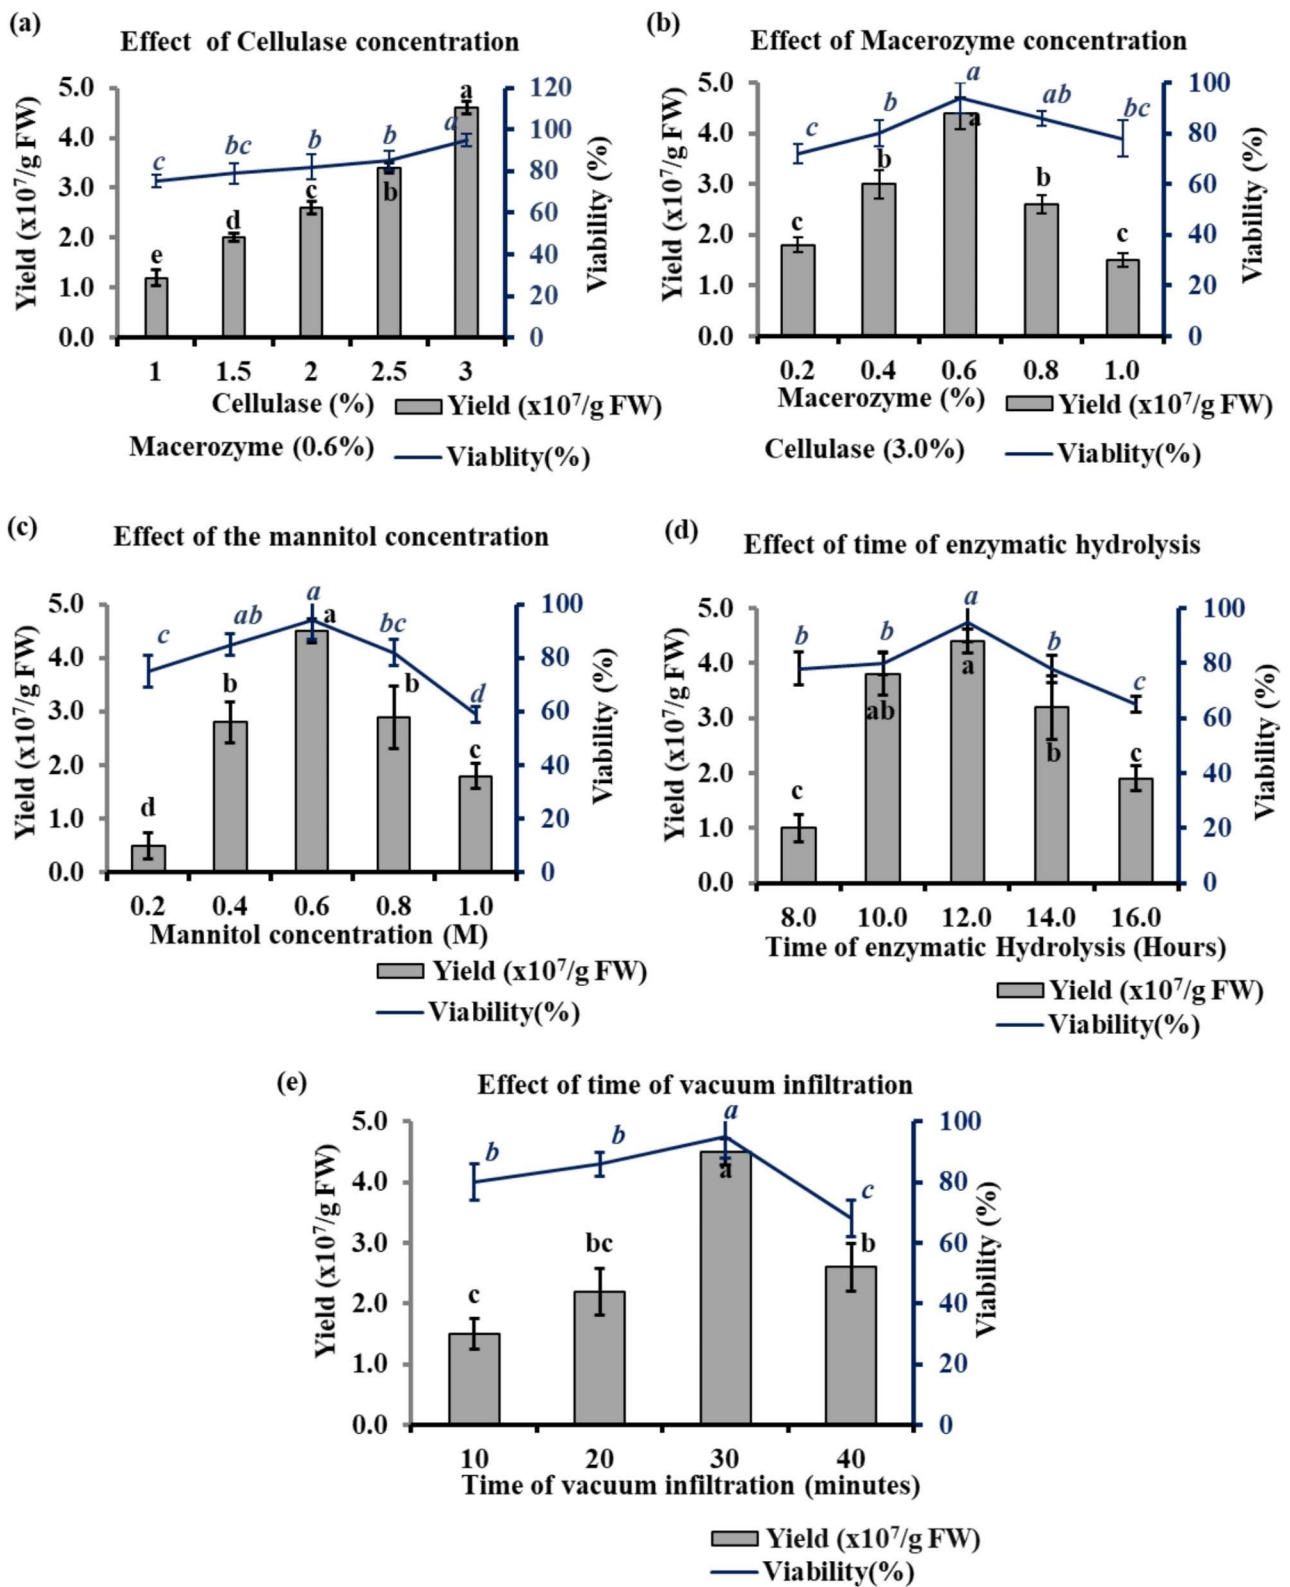 (a)
Effect of Cellulase concentration
Yield (x10⁷/g FW)
5.0
4.0
3.0
2.0
1.0
0.0
120
100
80
60
40
20
0
Viability (%)
c bc b b a
e d c b a
1 1.5 2 2.5 3
Cellulase (%)
Yield (x10⁷/g FW)
Macerozyme (0.6%)
Viablity(%)
(b)
Effect of Macerozyme concentration
Yield (x10⁷/g FW)
5.0
4.0
3.0
2.0
1.0
0.0
100
80
60
40
20
0
Viability (%)
c b a ab bc
c b a b c
0.2 0.4 0.6 0.8 1.0
Macerozyme (%)
Yield (x10⁷/g FW)
Cellulase (3.0%)
Viablity(%)
(c)
Effect of the mannitol concentration
Yield (x10⁷/g FW)
5.0
4.0
3.0
2.0
1.0
0.0
100
80
60
40
20
0
Viability (%)
c ab a bc d
d b a b c
0.2 0.4 0.6 0.8 1.0
Mannitol concentration (M)
Yield (x10⁷/g FW)
Viability(%)
(d)
Effect of time of enzymatic hydrolysis
Yield (x10⁷/g FW)
5.0
4.0
3.0
2.0
1.0
0.0
100
80
60
40
20
0
Viability (%)
b b a b c
c ab a b c
8.0 10.0 12.0 14.0 16.0
Time of enzymatic Hydrolysis (Hours)
Yield (x10⁷/g FW)
Viability(%)
(e)
Effect of time of vacuum infiltration
Yield (x10⁷/g FW)
5.0
4.0
3.0
2.0
1.0
0.0
100
80
60
40
20
0
Viability (%)
b b a c
c bc a b
10 20 30 40
Time of vacuum infiltration (minutes)
Yield (x10⁷/g FW)
Viability(%)